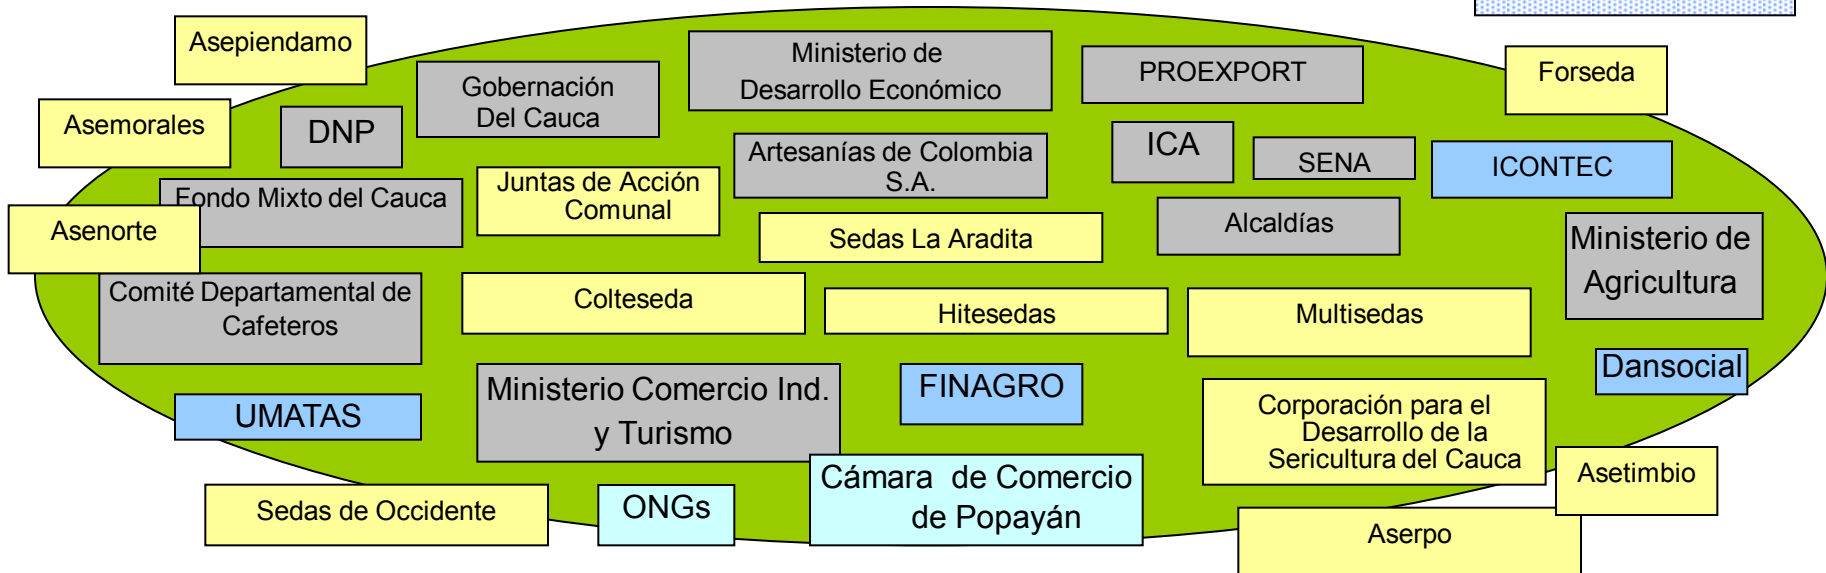 Asepiendamo
Ministerio de
Desarrollo Económico
PROEXPORT
Forseda
Gobernación
Del Cauca
Asemorales
DNP
Artesanías de Colombia
S.A.
ICA
SENA
ICONTEC
Fondo Mixto del Cauca
Juntas de Acción
Comunal
Asenorte
Sedas La Aradita
Alcaldías
Ministerio de
Agricultura
Comité Departamental de
Cafeteros
Colteseda
Hitesedas
Multisedas
Dansocial
UMATAS
Ministerio Comercio Ind.
y Turismo
FINAGRO
Corporación para el
Desarrollo de la
Sericultura del Cauca
Asetimbio
Sedas de Occidente
ONGs
Cámara de Comercio
de Popayán
Aserpo